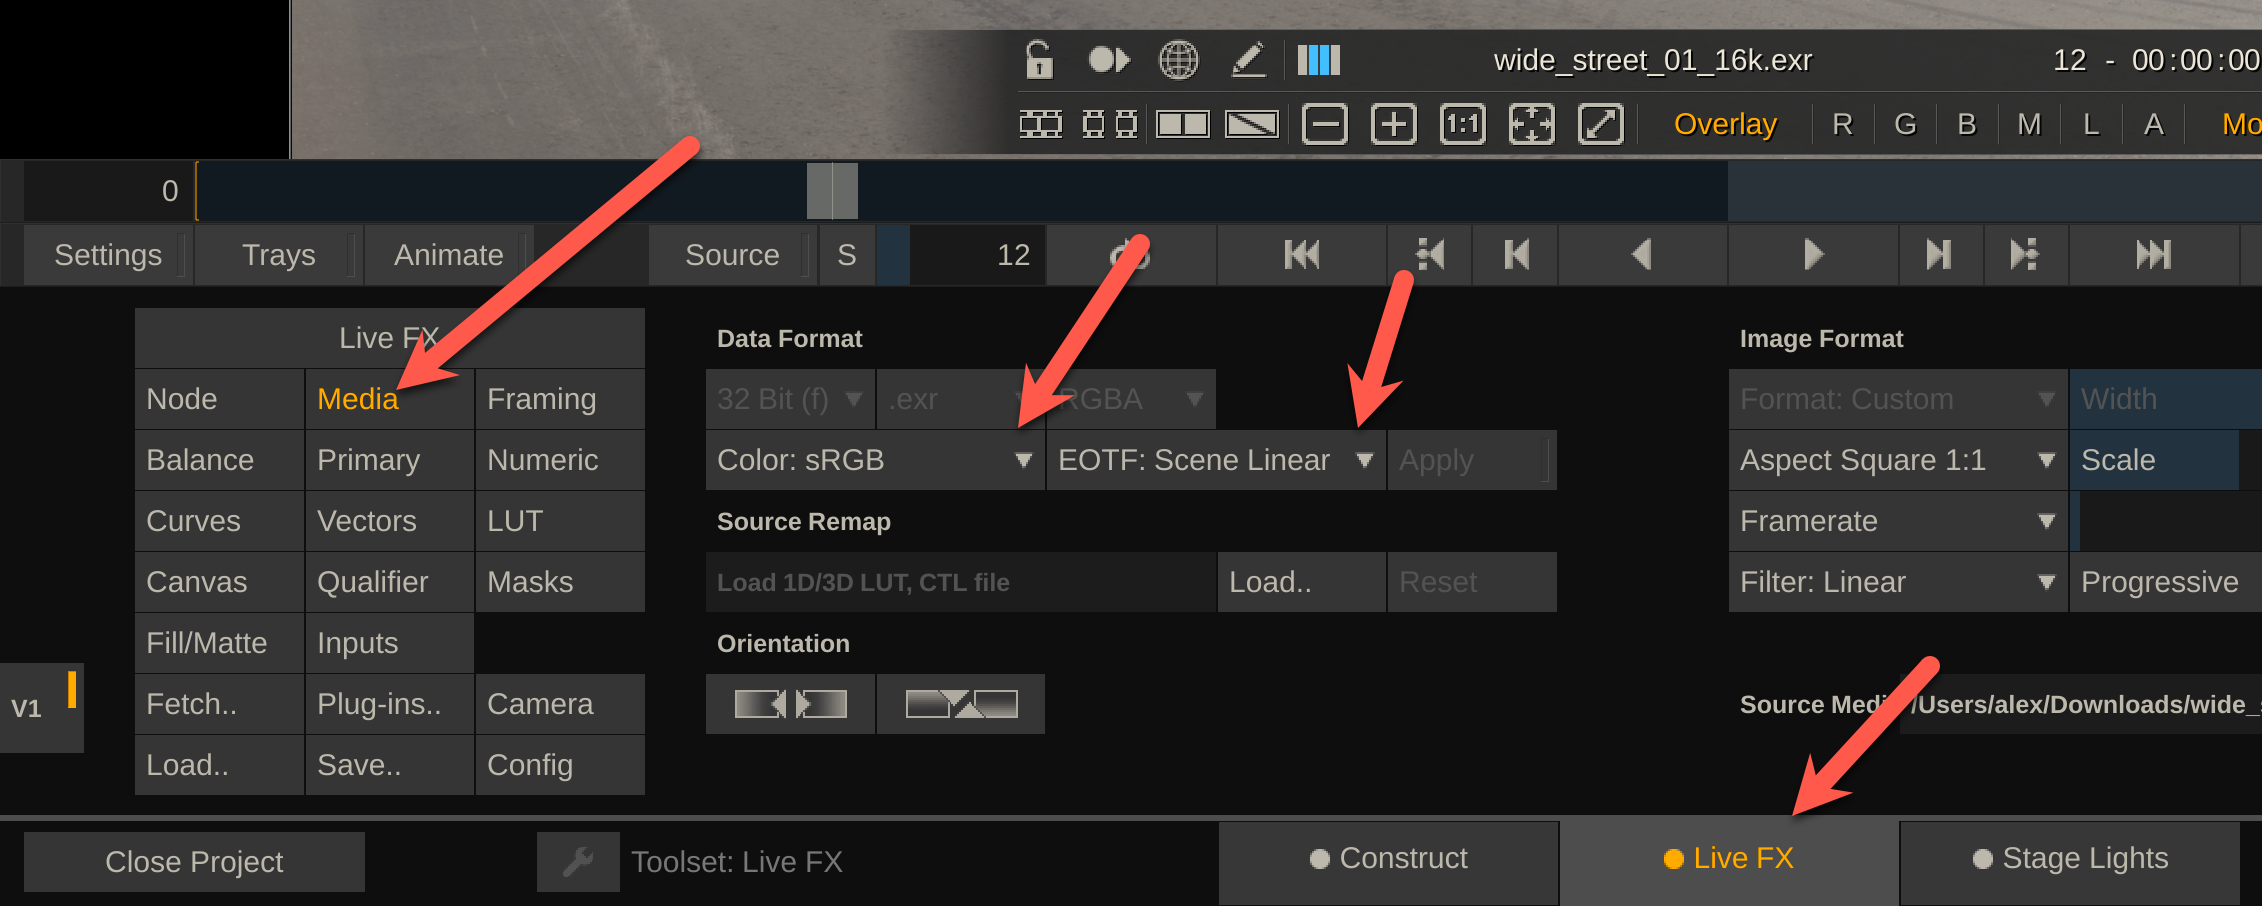 wide_street_01_16k.exr 12 - 00:00:00
1:1 Overlay R G B M L A Mo
0
Settings Trays Animate Source S 12
Live FX Data Format Image Format
Node Media Framing 32 Bit (f) .exr RGBA Format: Custom Width
Balance Primary Numeric Color: sRGB EOTF: Scene Linear Apply Aspect Square 1:1 Scale
Curves Vectors LUT Source Remap Framerate
Canvas Qualifier Masks Load 1D/3D LUT, CTL file Load.. Reset Filter: Linear Progressive
Fill/Matte Inputs Orientation
V1 Fetch.. Plug-ins.. Camera Source Medi /Users/alex/Downloads/wide_s
Load.. Save.. Config
Close Project Toolset: Live FX Construct Live FX Stage Lights